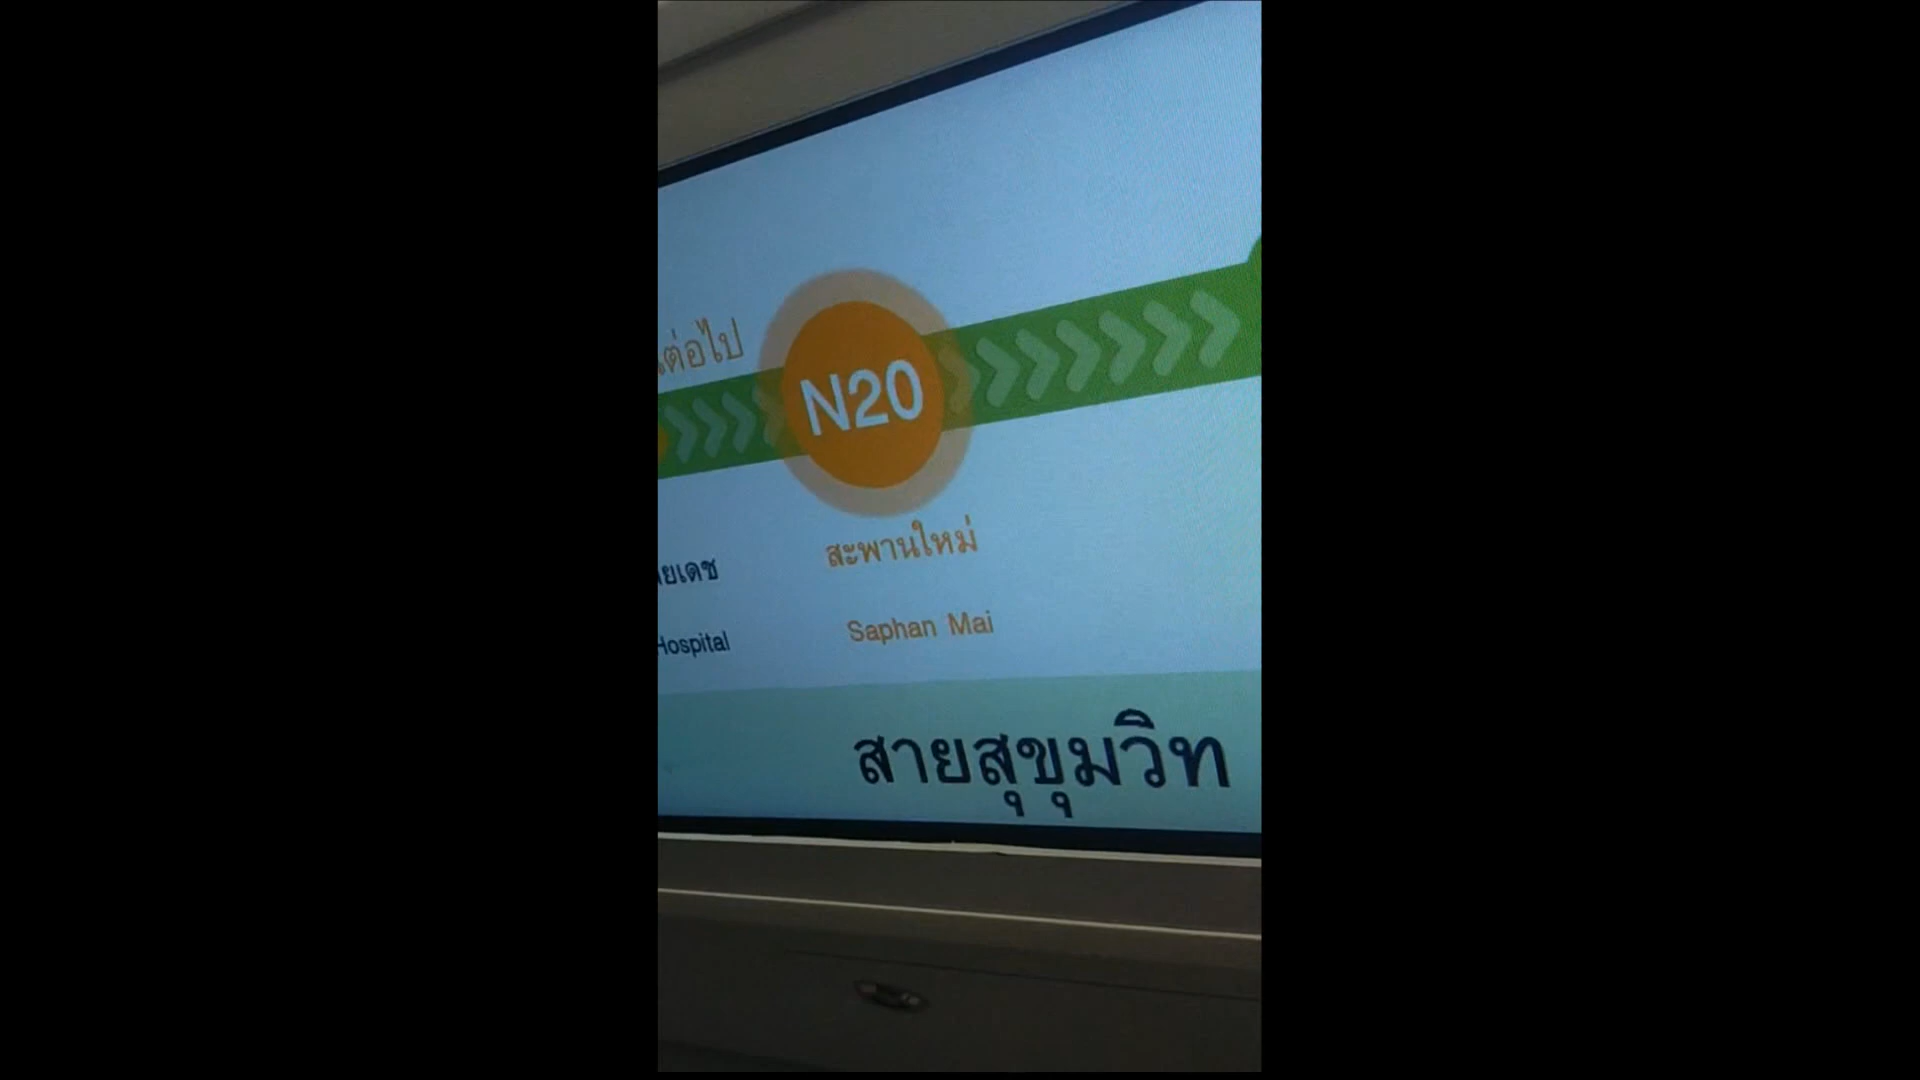 ต่อไป
N20
สะพานใหม่
Saphan Mai
Hospital
สายสุขุมวิท